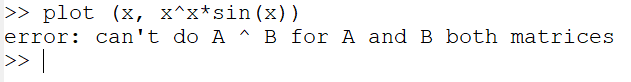 >> plot (x, x^x*sin(x))
error: can't do A ^ B for A and B both matrices
>>